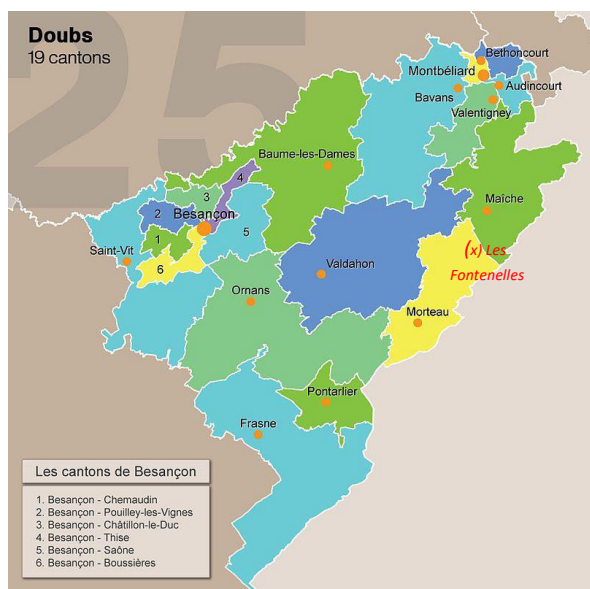 Doubs
19 cantons
25
Bethoncourt
Montbéliard
Audincourt
Bavans
Valentigney
Baume-les-Dames
4
3
Maîche
2
Besançon
1
5
Saint-Vit
(x) Les
Fontenelles
6
Valdahon
Ornans
Morteau
Pontarlier
Frasne
Les cantons de Besançon
1. Besançon - Chemaudin
2. Besançon - Pouilley-les-Vignes
3. Besançon - Châtillon-le-Duc
4. Besançon - Thise
5. Besançon - Saône
6. Besançon - Boussières